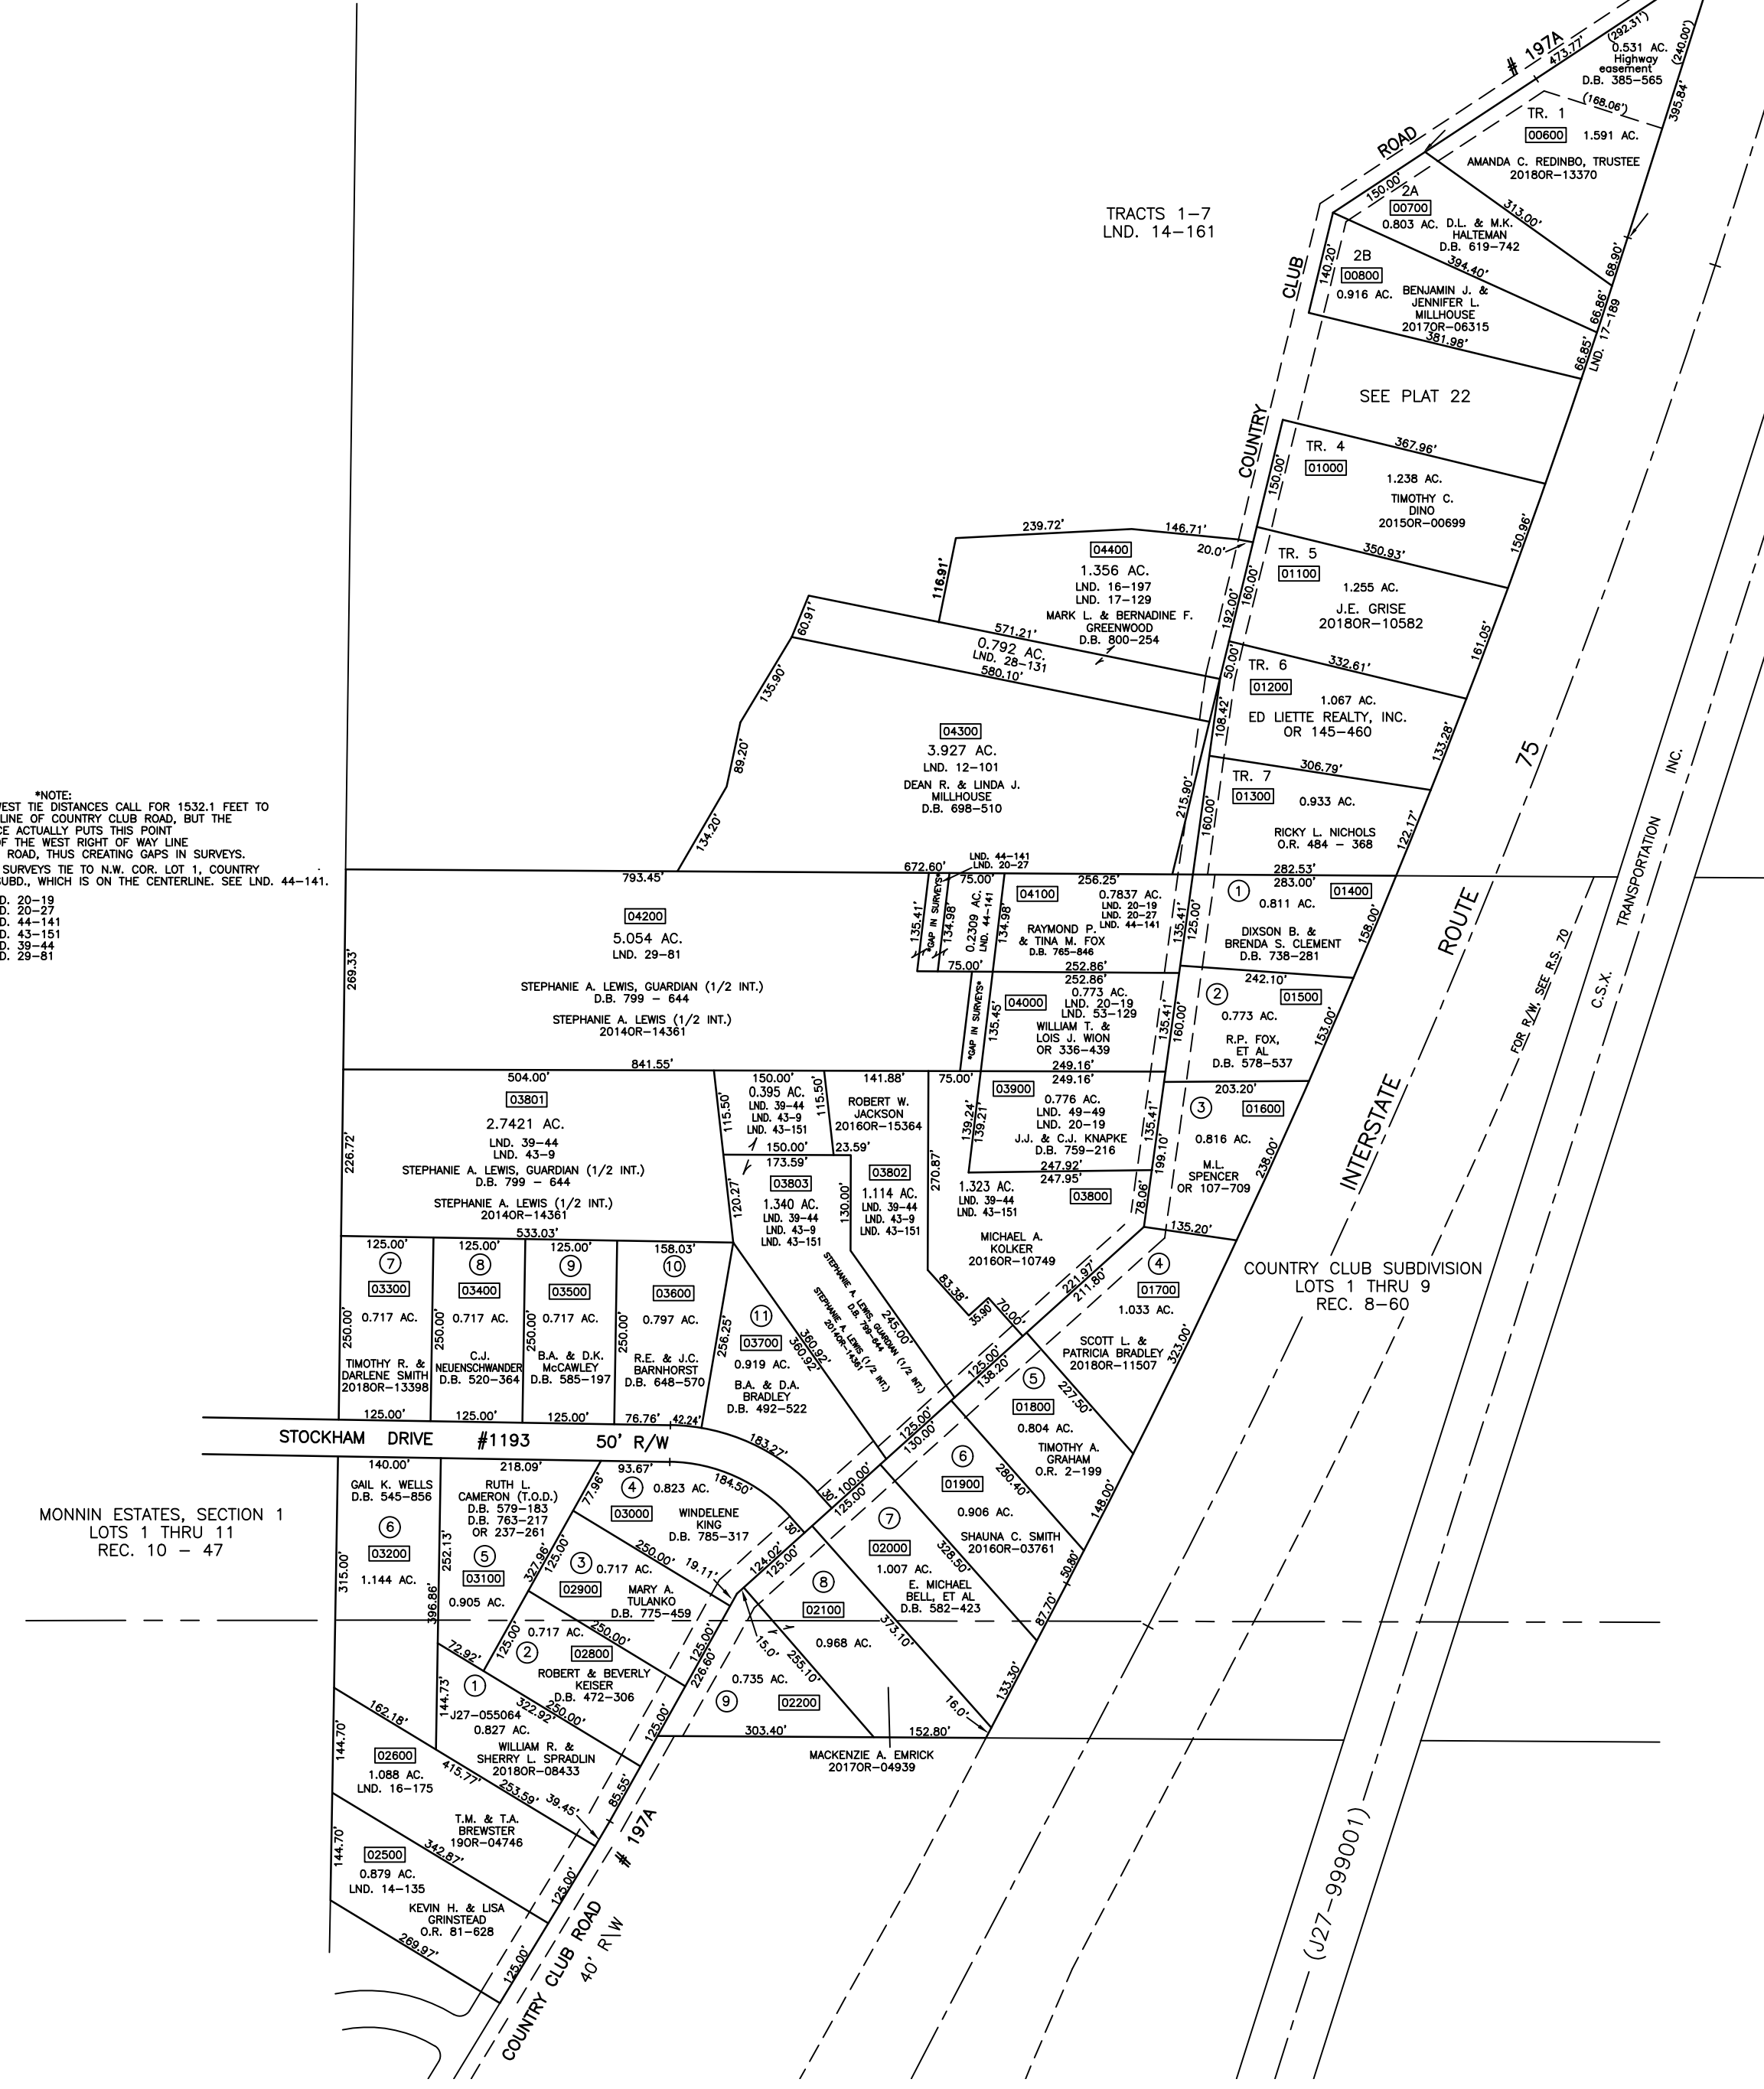 # 197A
473.77'
(292.31')
0.531 AC.
Highway
easement
D.B. 385-565
(240.00')
395.84'
(168.06')
ROAD
TR. 1
00600 1.591 AC.
AMANDA C. REDINBO, TRUSTEE
2018OR-13370
150.00'
2A
00700
0.803 AC. D.L. & M.K.
HALTEMAN
D.B. 619-742
313.00'
68.90'
TRACTS 1-7
LND. 14-161
CLUB
140.20'
2B
00800
0.916 AC.
394.40'
BENJAMIN J. &
JENNIFER L.
MILLHOUSE
2017OR-06315
381.98'
66.86'
66.85'
LND. 17-189
SEE PLAT 22
COUNTRY
367.96'
TR. 4
01000
150.00'
1.238 AC.
TIMOTHY C.
DINO
2015OR-00699
150.96'
239.72'
146.71'
20.0'
350.93'
TR. 5
01100
1.255 AC.
J.E. GRISE
2018OR-10582
160.00'
192.00'
161.05'
116.91'
04400
1.356 AC.
LND. 16-197
LND. 17-129
MARK L. & BERNADINE F.
GREENWOOD
D.B. 800-254
60.91'
571.21'
0.792 AC.
LND. 28-131
580.10'
50.00'
332.61'
TR. 6
01200
1.067 AC.
ED LIETTE REALTY, INC.
OR 145-460
108.42'
133.28'
135.90'
89.20'
134.20'
04300
3.927 AC.
LND. 12-101
DEAN R. & LINDA J.
MILLHOUSE
D.B. 698-510
215.90'
306.79'
TR. 7
01300
0.933 AC.
160.00'
RICKY L. NICHOLS
O.R. 484 - 368
122.17'
282.53'
75
ROUTE
INTERSTATE
INC.
TRANSPORTATION
C.S.X.
FOR R/W, SEE R.S. 70
*NOTE:
EST TIE DISTANCES CALL FOR 1532.1 FEET TO
LINE OF COUNTRY CLUB ROAD, BUT THE
CE ACTUALLY PUTS THIS POINT
OF THE WEST RIGHT OF WAY LINE
ROAD, THUS CREATING GAPS IN SURVEYS.
SURVEYS TIE TO N.W. COR. LOT 1, COUNTRY
SUBD., WHICH IS ON THE CENTERLINE. SEE LND. 44-141.
D. 20-19
D. 20-27
D. 44-141
D. 43-151
D. 39-44
D. 29-81
672.60'
LND. 44-141
LND. 20-27
793.45'
04200
5.054 AC.
LND. 29-81
STEPHANIE A. LEWIS, GUARDIAN (1/2 INT.)
D.B. 799 - 644
STEPHANIE A. LEWIS (1/2 INT.)
2014OR-14361
269.33'
841.55'
135.41'
*GAP IN SURVEYS*
134.98'
75.00'
0.2309 AC.
LND. 44-141
134.98'
75.00'
256.25'
04100 0.7837 AC.
LND. 20-19
LND. 20-27
LND. 44-141
RAYMOND P.
& TINA M. FOX
D.B. 765-846
252.86'
135.41'
125.00'
283.00'
1
01400
0.811 AC.
DIXSON B. &
BRENDA S. CLEMENT
D.B. 738-281
158.00'
242.10'
252.86'
0.773 AC.
04000 LND. 20-19
LND. 53-129
WILLIAM T. &
LOIS J. WION
OR 336-439
249.16'
*GAP IN SURVEYS*
135.45'
135.41'
160.00'
2
01500
0.773 AC.
R.P. FOX,
ET AL
D.B. 578-537
153.00'
203.20'
504.00'
03801
2.7421 AC.
LND. 39-44
LND. 43-9
STEPHANIE A. LEWIS, GUARDIAN (1/2 INT.)
D.B. 799 - 644
STEPHANIE A. LEWIS (1/2 INT.)
2014OR-14361
226.72'
533.03'
115.50'
150.00'
0.395 AC.
LND. 39-44
LND. 43-9
LND. 43-151
150.00'
115.50'
141.88'
ROBERT W.
JACKSON
2016OR-15364
23.59'
75.00'
249.16'
03900
0.776 AC.
LND. 49-49
LND. 20-19
J.J. & C.J. KNAPKE
D.B. 759-216
247.92'
247.95'
139.24'
139.21'
135.41'
199.10'
78.06'
3
01600
0.816 AC.
M.L.
SPENCER
OR 107-709
238.00'
135.20'
173.59'
03803
1.340 AC.
LND. 39-44
LND. 43-9
LND. 43-151
120.27'
130.00'
03802
1.114 AC.
LND. 39-44
LND. 43-9
LND. 43-151
270.87'
1.323 AC.
LND. 39-44
LND. 43-151
03800
MICHAEL A.
KOLKER
2016OR-10749
83.38'
35.90'
70.00'
221.97'
211.80'
STEPHANIE A. LEWIS, GUARDIAN (1/2 INT.)
D.B. 799-644
STEPHANIE A. LEWIS (1/2 INT.)
2014OR-14361
245.00'
360.92'
360.92'
4
01700
1.033 AC.
SCOTT L. &
PATRICIA BRADLEY
2018OR-11507
323.00'
COUNTRY CLUB SUBDIVISION
LOTS 1 THRU 9
REC. 8-60
125.00'
7
03300
0.717 AC.
TIMOTHY R. &
DARLENE SMITH
2018OR-13398
125.00'
250.00'
125.00'
8
03400
0.717 AC.
C.J.
NEUENSCHWANDER
D.B. 520-364
125.00'
250.00'
125.00'
9
03500
0.717 AC.
B.A. & D.K.
McCAWLEY
D.B. 585-197
125.00'
250.00'
158.03'
10
03600
0.797 AC.
R.E. & J.C.
BARNHORST
D.B. 648-570
76.76'
42.24'
250.00'
256.25'
11
03700
0.919 AC.
B.A. & D.A.
BRADLEY
D.B. 492-522
183.27'
125.00'
138.20'
5
01800
0.804 AC.
TIMOTHY A.
GRAHAM
O.R. 2-199
227.50'
148.00'
STOCKHAM DRIVE #1193 50' R/W
125.00'
130.00'
6
01900
0.906 AC.
SHAUNA C. SMITH
2016OR-03761
280.40'
50.80'
100.00'
125.00'
30'
30'
7
02000
1.007 AC.
E. MICHAEL
BELL, ET AL
D.B. 582-423
328.50'
87.70'
MONNIN ESTATES, SECTION 1
LOTS 1 THRU 11
REC. 10 - 47
140.00'
GAIL K. WELLS
D.B. 545-856
6
03200
1.144 AC.
315.00'
396.86'
252.13'
218.09'
RUTH L.
CAMERON (T.O.D.)
D.B. 579-183
D.B. 763-217
OR 237-261
5
03100
0.905 AC.
327.96'
77.96'
93.67'
184.50'
4
0.823 AC.
03000
WINDELENE
KING
D.B. 785-317
250.00'
19.11'
124.02'
125.00'
125.00'
3
0.717 AC.
02900
MARY A.
TULANKO
D.B. 775-459
250.00'
125.00'
8
02100
0.968 AC.
373.10'
133.30'
16.0'
15.0'
255.10'
125.00'
226.60'
0.717 AC.
2
02800
ROBERT & BEVERLY
KEISER
D.B. 472-306
250.00'
0.735 AC.
9
02200
303.40'
152.80'
MACKENZIE A. EMRICK
2017OR-04939
72.92'
144.73'
1
322.92'
J27-055064
0.827 AC.
WILLIAM R. &
SHERRY L. SPRADLIN
2018OR-08433
125.00'
85.55'
162.18'
144.70'
02600
1.088 AC.
LND. 16-175
415.77'
253.59'
39.45'
T.M. & T.A.
BREWSTER
19OR-04746
342.87'
125.00'
144.70'
02500
0.879 AC.
LND. 14-135
KEVIN H. & LISA
GRINSTEAD
O.R. 81-628
269.97'
125.00'
# 197A
COUNTRY CLUB ROAD
40' R\W
(J27-999001)